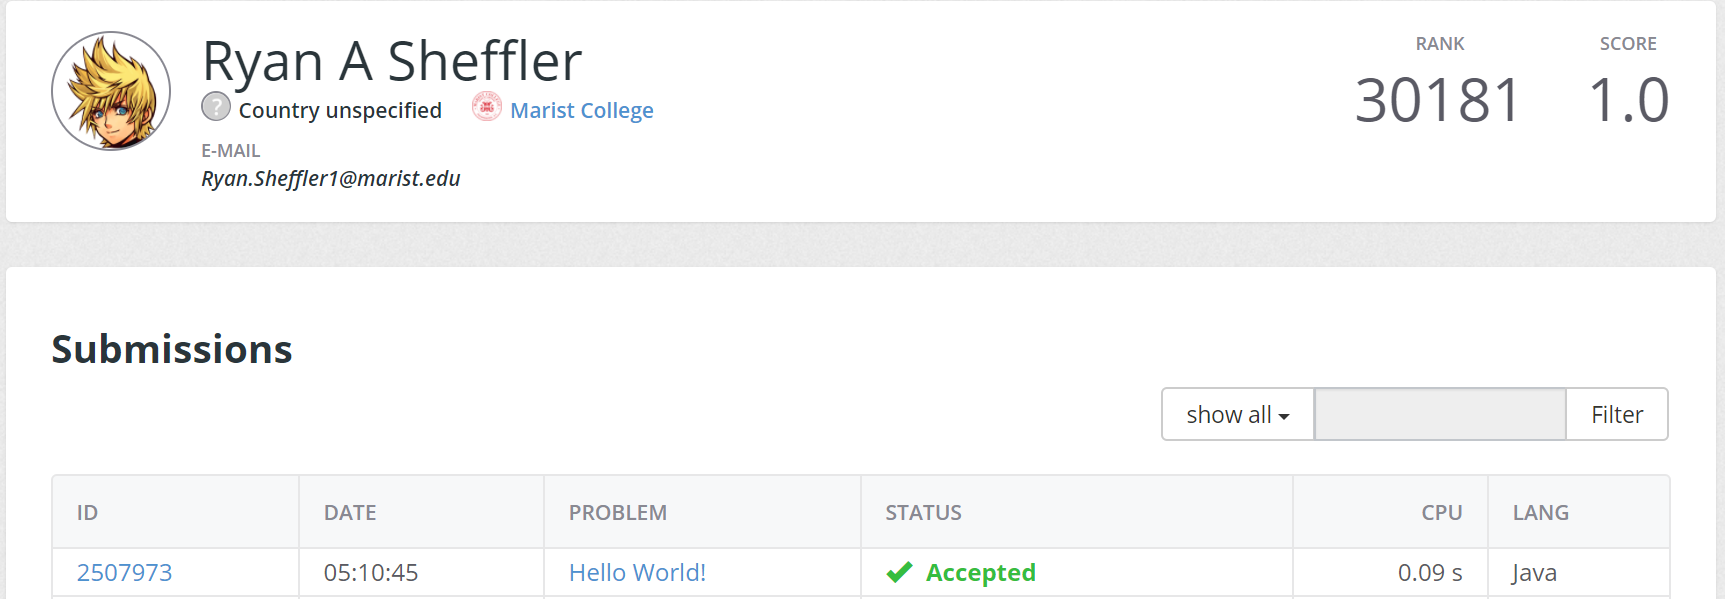 Ryan A Sheffler
RANK
SCORE
30181
1.0
? Country unspecified
Marist College
E-MAIL
Ryan.Sheffler1@marist.edu
Submissions
show all
Filter
ID DATE PROBLEM STATUS CPU LANG
2507973 05:10:45 Hello World! Accepted 0.09 s Java